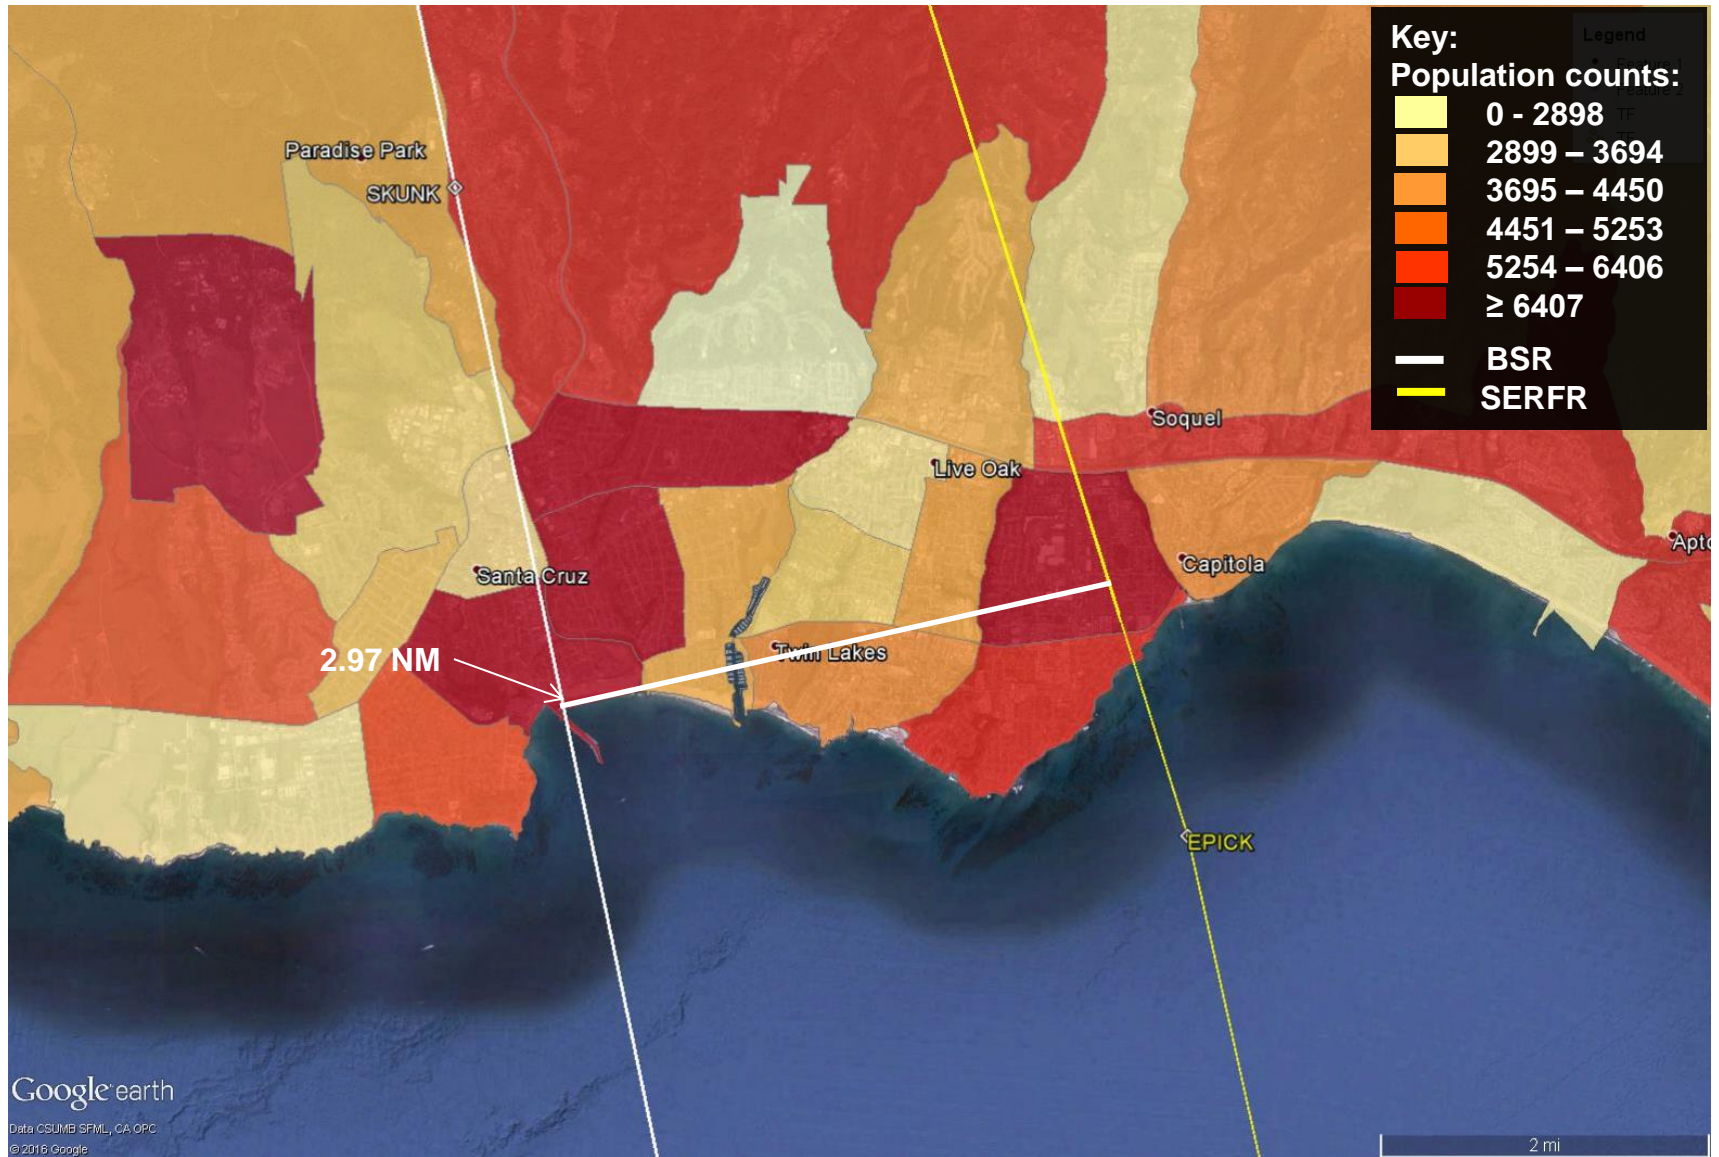 Key:
Legend
Population counts:
0 - 2898
2899 – 3694
3695 – 4450
4451 – 5253
5254 – 6406
≥ 6407
BSR
SERFR
Paradise Park
SKUNK
Soquel
Live Oak
Santa Cruz
Capitola
Twin Lakes
2.97 NM
EPICK
Google earth
Data CSUMB SFML, CA OPC
© 2016 Google
2 mi